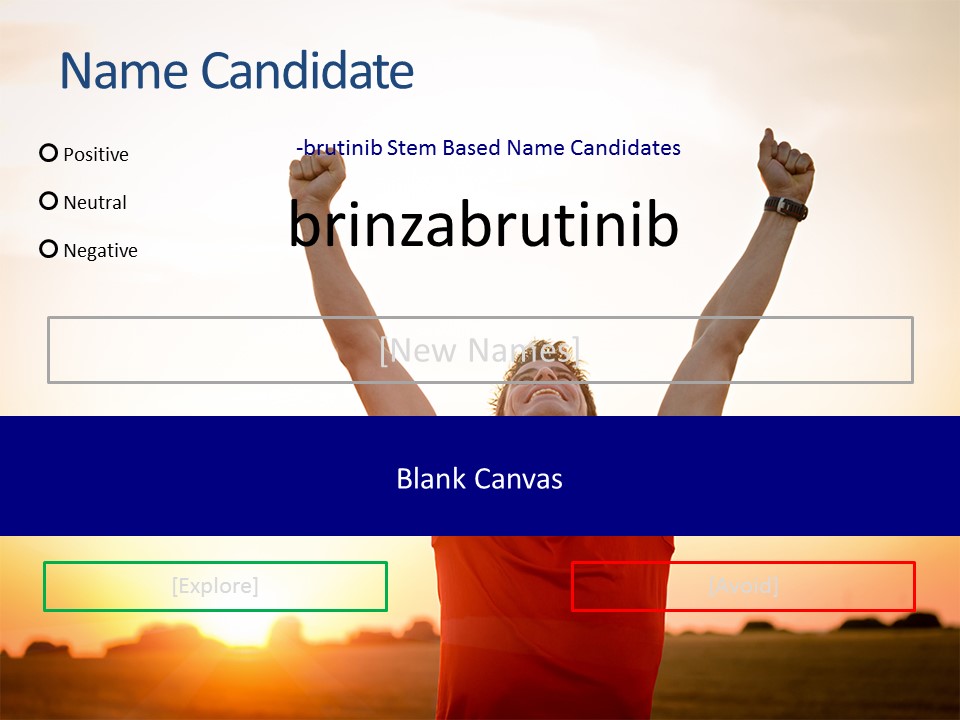 Name Candidate
Positive
-brutinib Stem Based Name Candidates
Neutral
brinzabrutinib
Negative
[New Names]
Blank Canvas
[Explore]
[Avoid]